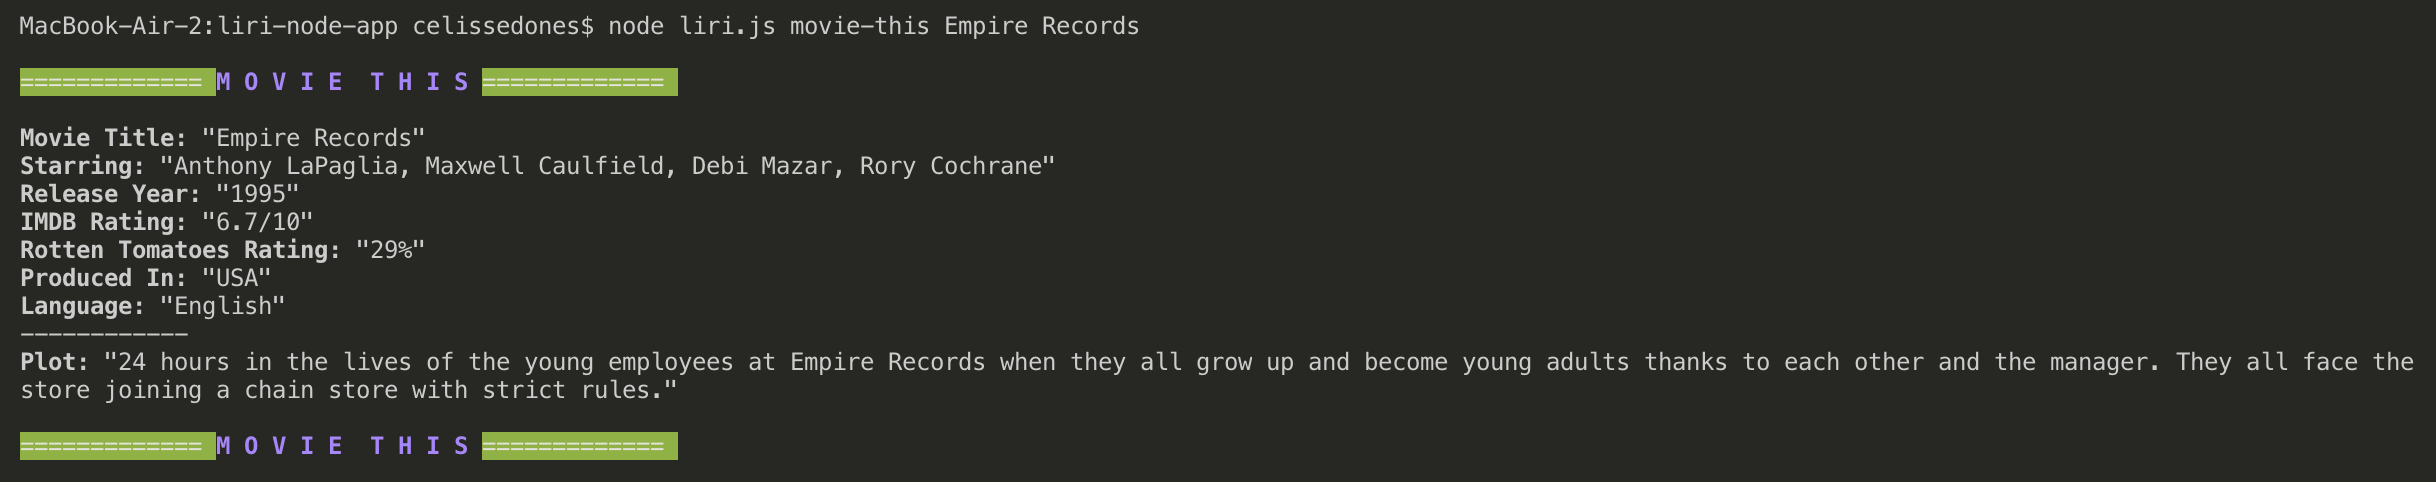 MacBook-Air-2:liri-node-app celissedones$ node liri.js movie-this Empire Records
============= M O V I E  T H I S =============
Movie Title: "Empire Records"
Starring: "Anthony LaPaglia, Maxwell Caulfield, Debi Mazar, Rory Cochrane"
Release Year: "1995"
IMDB Rating: "6.7/10"
Rotten Tomatoes Rating: "29%"
Produced In: "USA"
Language: "English"
------------
Plot: "24 hours in the lives of the young employees at Empire Records when they all grow up and become young adults thanks to each other and the manager. They all face the
store joining a chain store with strict rules."
============= M O V I E  T H I S =============